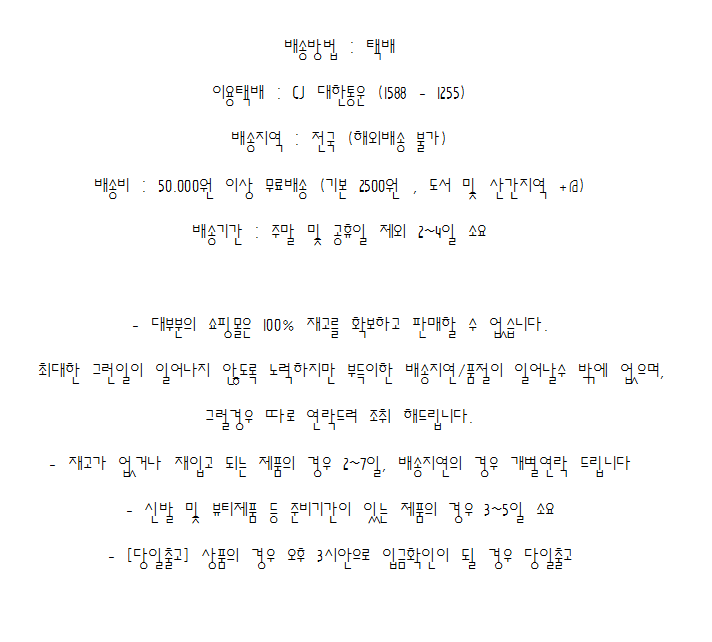 배송방법 : 택배
이용택배 : CJ 대한통운 (1588 - 1255)
배송지역 : 전국 (해외배송 불가)
배송비 : 50.000원 이상 무료배송 (기본 2500원 , 도서 및 산간지역 +@)
배송기간 : 주말 및 공휴일 제외 2~4일 소요
- 대부분의 쇼핑몰은 100% 재고를 확보하고 판매할 수 없습니다.
최대한 그런일이 일어나지 않도록 노력하지만 부득이한 배송지연/품절이 일어날수 밖에 없으며,
그럴경우 따로 연락드려 조취 해드립니다.
- 재고가 없거나 재입고 되는 제품의 경우 2~7일, 배송지연의 경우 개별연락 드립니다
- 신발 및 뷰티제품 등 준비기간이 있는 제품의 경우 3~5일 소요
- [당일출고] 상품의 경우 오후 3시안으로 입금확인이 될 경우 당일출고